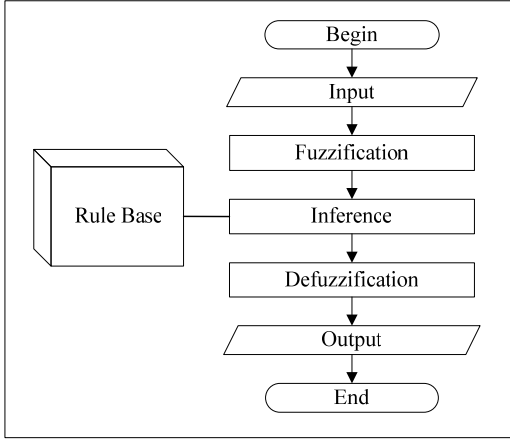 Begin
Input
Fuzzification
Rule Base
Inference
Defuzzification
Output
End